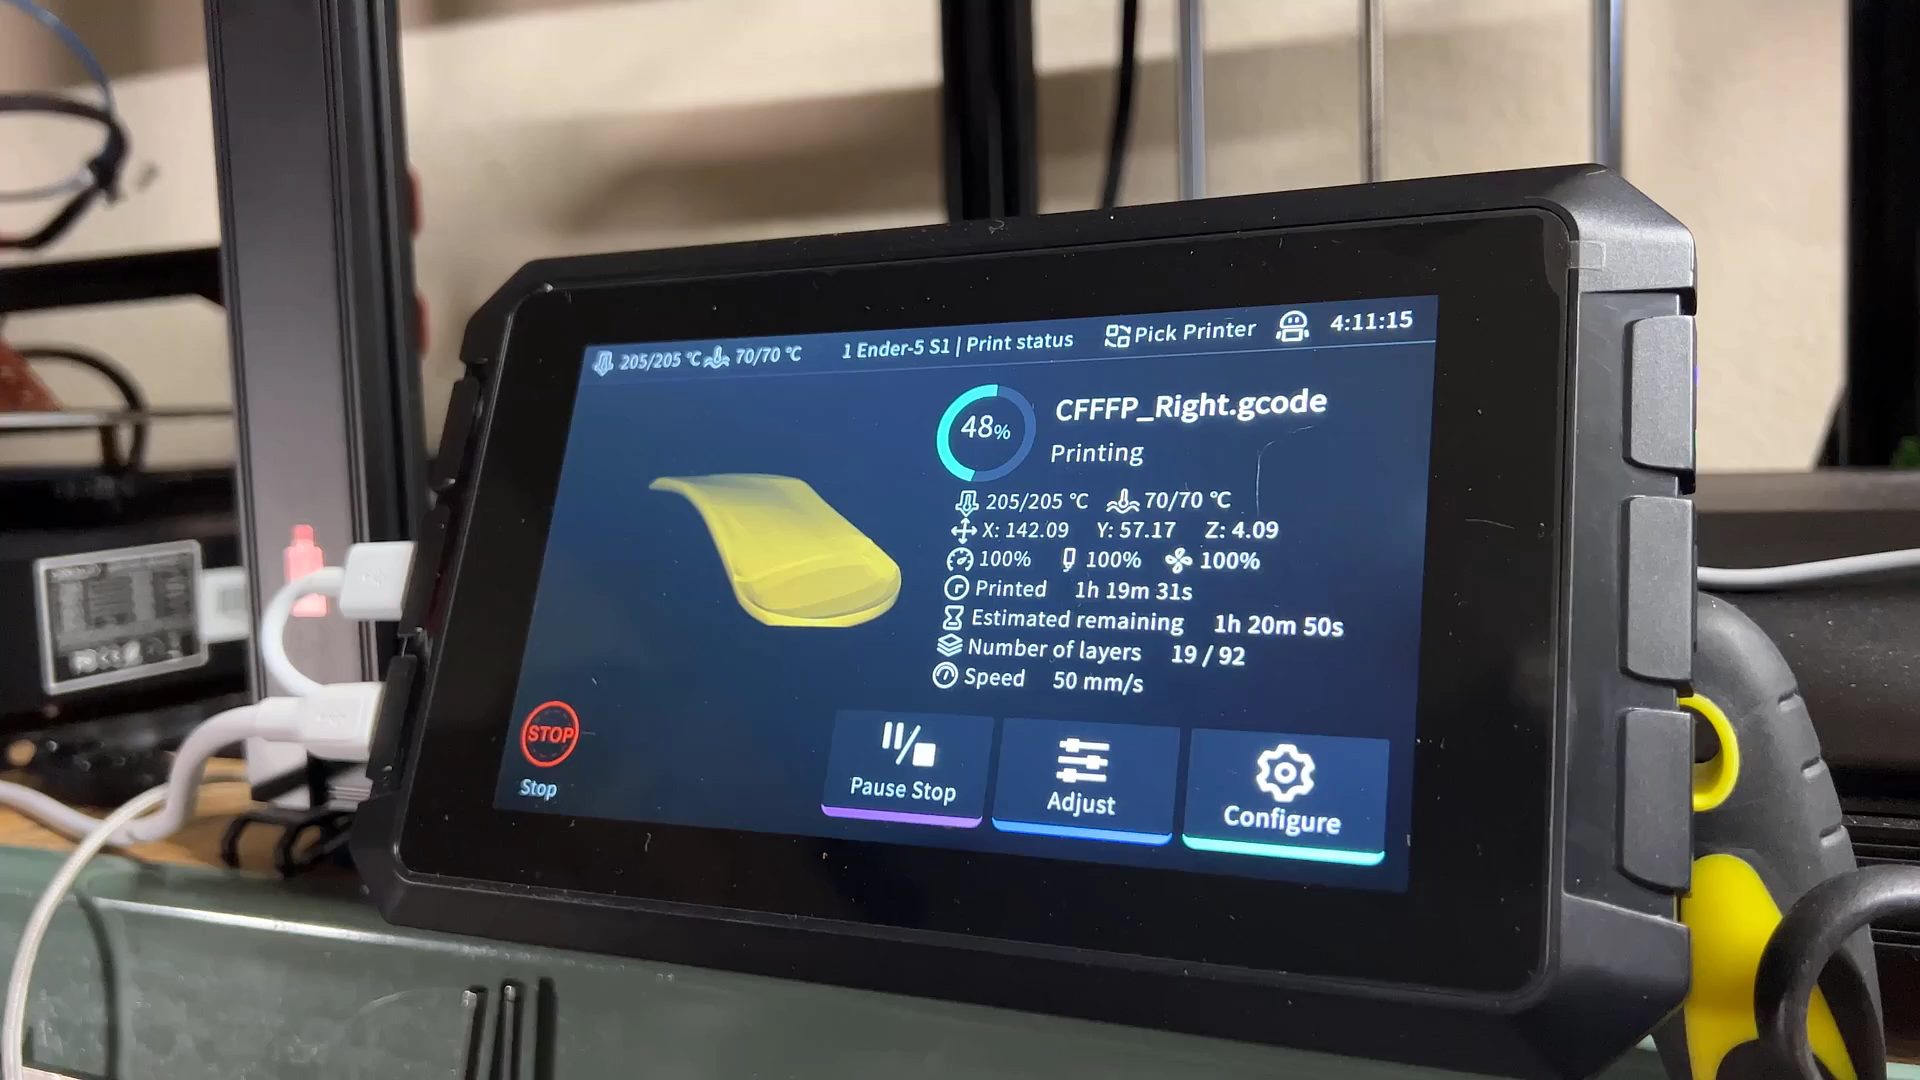 205/205 °C 70/70 °C 1 Ender-5 S1 | Print status Pick Printer 4:11:15
48%
CFFFP_Right.gcode
Printing
205/205 °C 70/70 °C
X: 142.09 Y: 57.17 Z: 4.09
100% 100% 100%
Printed 1h 19m 31s
Estimated remaining 1h 20m 50s
Number of layers 19 / 92
Speed 50 mm/s
STOP
Stop
Pause Stop
Adjust
Configure